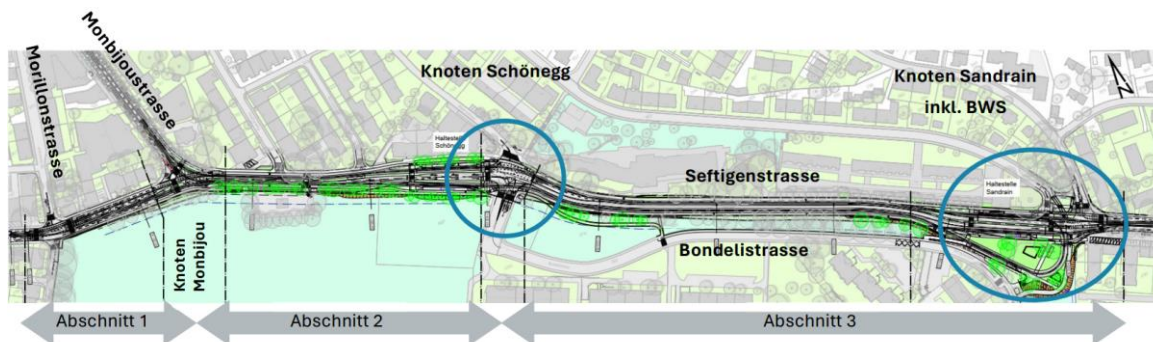 Morillonstrasse
Monbijoustrasse
Knoten Schönegg
Knoten Sandrain
inkl. BWS
Haltestelle
Schönegg
Haltestelle
Sandrain
Seftigenstrasse
Knoten
Monbijou
Bondelistrasse
Abschnitt 1
Abschnitt 2
Abschnitt 3